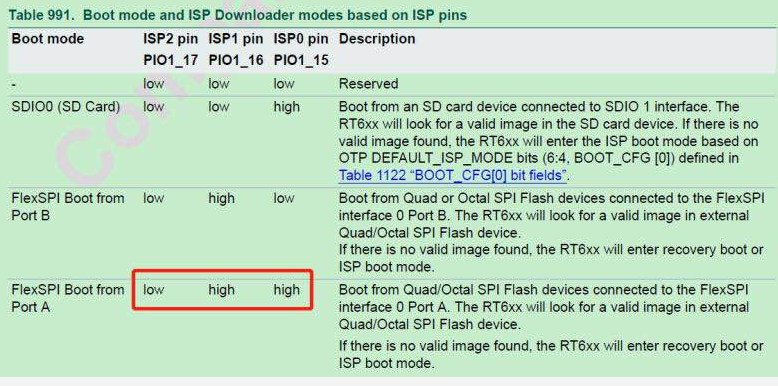 Table 991. Boot mode and ISP Downloader modes based on ISP pins
Boot mode ISP2 pin ISP1 pin ISP0 pin Description
PIO1_17 PIO1_16 PIO1_15
- low low low Reserved
SDIO0 (SD Card) low low high Boot from an SD card device connected to SDIO 1 interface. The
RT6xx will look for a valid image in the SD card device. If there is no
valid image found, the RT6xx will enter the ISP boot mode based on
OTP DEFAULT_ISP_MODE bits (6:4, BOOT_CFG [0]) defined in
Table 1122 “BOOT_CFG[0] bit fields”.
FlexSPI Boot from low high low Boot from Quad or Octal SPI Flash devices connected to the FlexSPI
Port B interface 0 Port B. The RT6xx will look for a valid image in external
Quad/Octal SPI Flash device.
If there is no valid image found, the RT6xx will enter recovery boot or
ISP boot mode.
FlexSPI Boot from low high high Boot from Quad/Octal SPI Flash devices connected to the FlexSPI
Port A interface 0 Port A. The RT6xx will look for a valid image in external
Quad/Octal SPI Flash device.
If there is no valid image found, the RT6xx will enter recovery boot or
ISP boot mode.